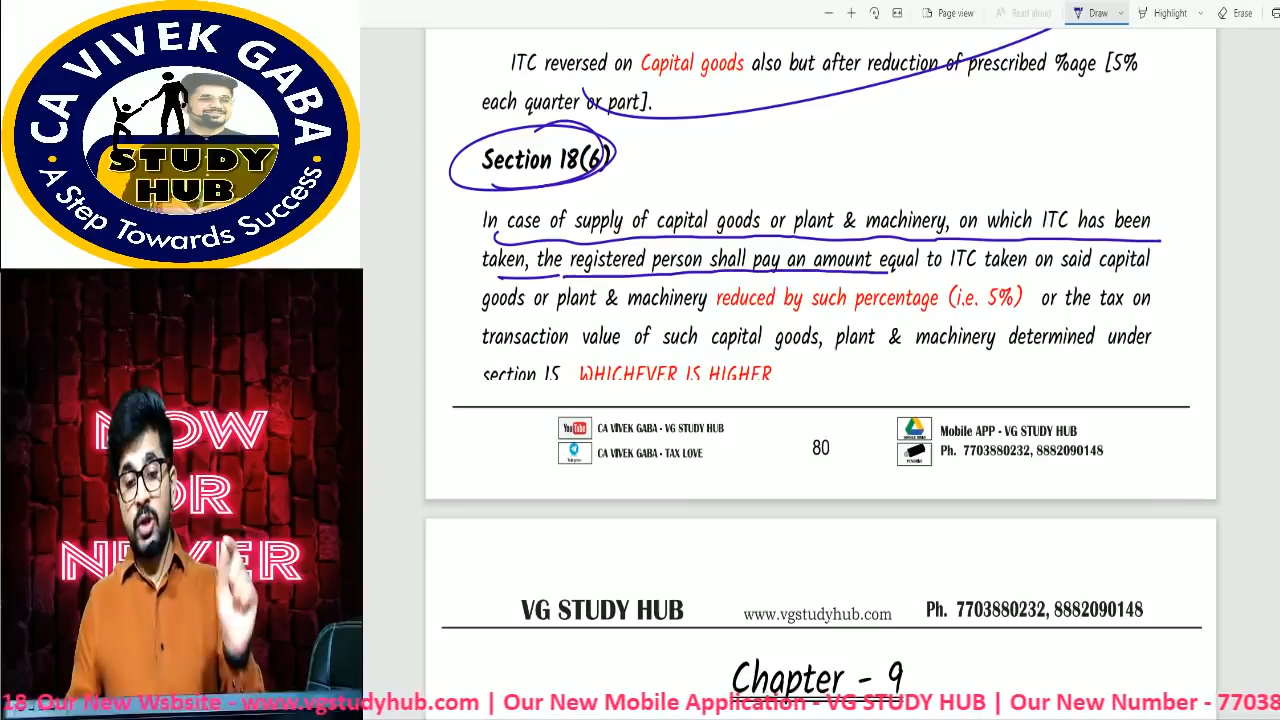 CA VIVEK GABA
STUDY
HUB
• A Step Towards Success •
NOW
OR
Page view
Read aloud
Draw
Highlight
Erase
ITC reversed on Capital goods also but after reduction of prescribed %age [5%
each quarter or part].
Section 18(6)
In case of supply of capital goods or plant & machinery, on which ITC has been
taken, the registered person shall pay an amount equal to ITC taken on said capital
goods or plant & machinery reduced by such percentage (i.e. 5%) or the tax on
transaction value of such capital goods, plant & machinery determined under
section 15 WHICHEVER IS HIGHER
YouTube
CA VIVEK GABA - VG STUDY HUB
CA VIVEK GABA - TAX LOVE
80
Mobile APP - VG STUDY HUB
Ph. 7703880232, 8882090148
VG STUDY HUB www.vgstudyhub.com Ph. 7703880232, 8882090148
Chapter - 9
18 Our New Wsbsite - www.vgstudyhub.com | Our New Mobile Application - VG STUDY HUB | Our New Number - 77038